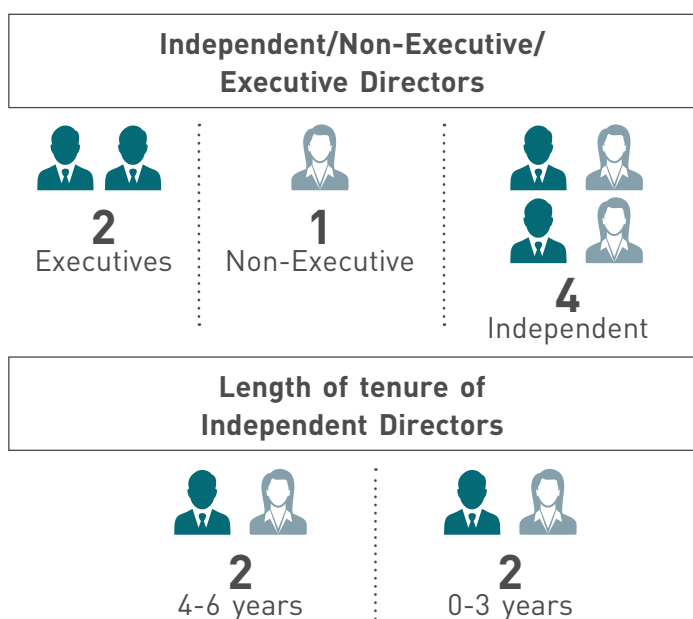 Independent/Non-Executive/
Executive Directors
2
Executives
1
Non-Executive
4
Independent
Length of tenure of
Independent Directors
2
4-6 years
2
0-3 years